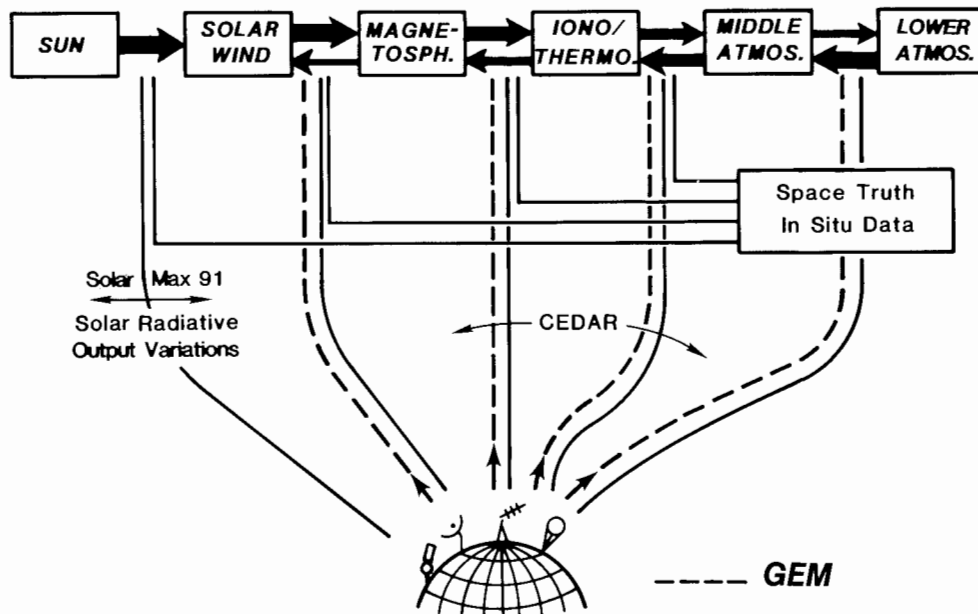 SUN
SOLAR
WIND
MAGNE-
TOSPH.
IONO/
THERMO.
MIDDLE
ATMOS.
LOWER
ATMOS.
Space Truth
In Situ Data
Solar Max 91
Solar Radiative
Output Variations
CEDAR
GEM